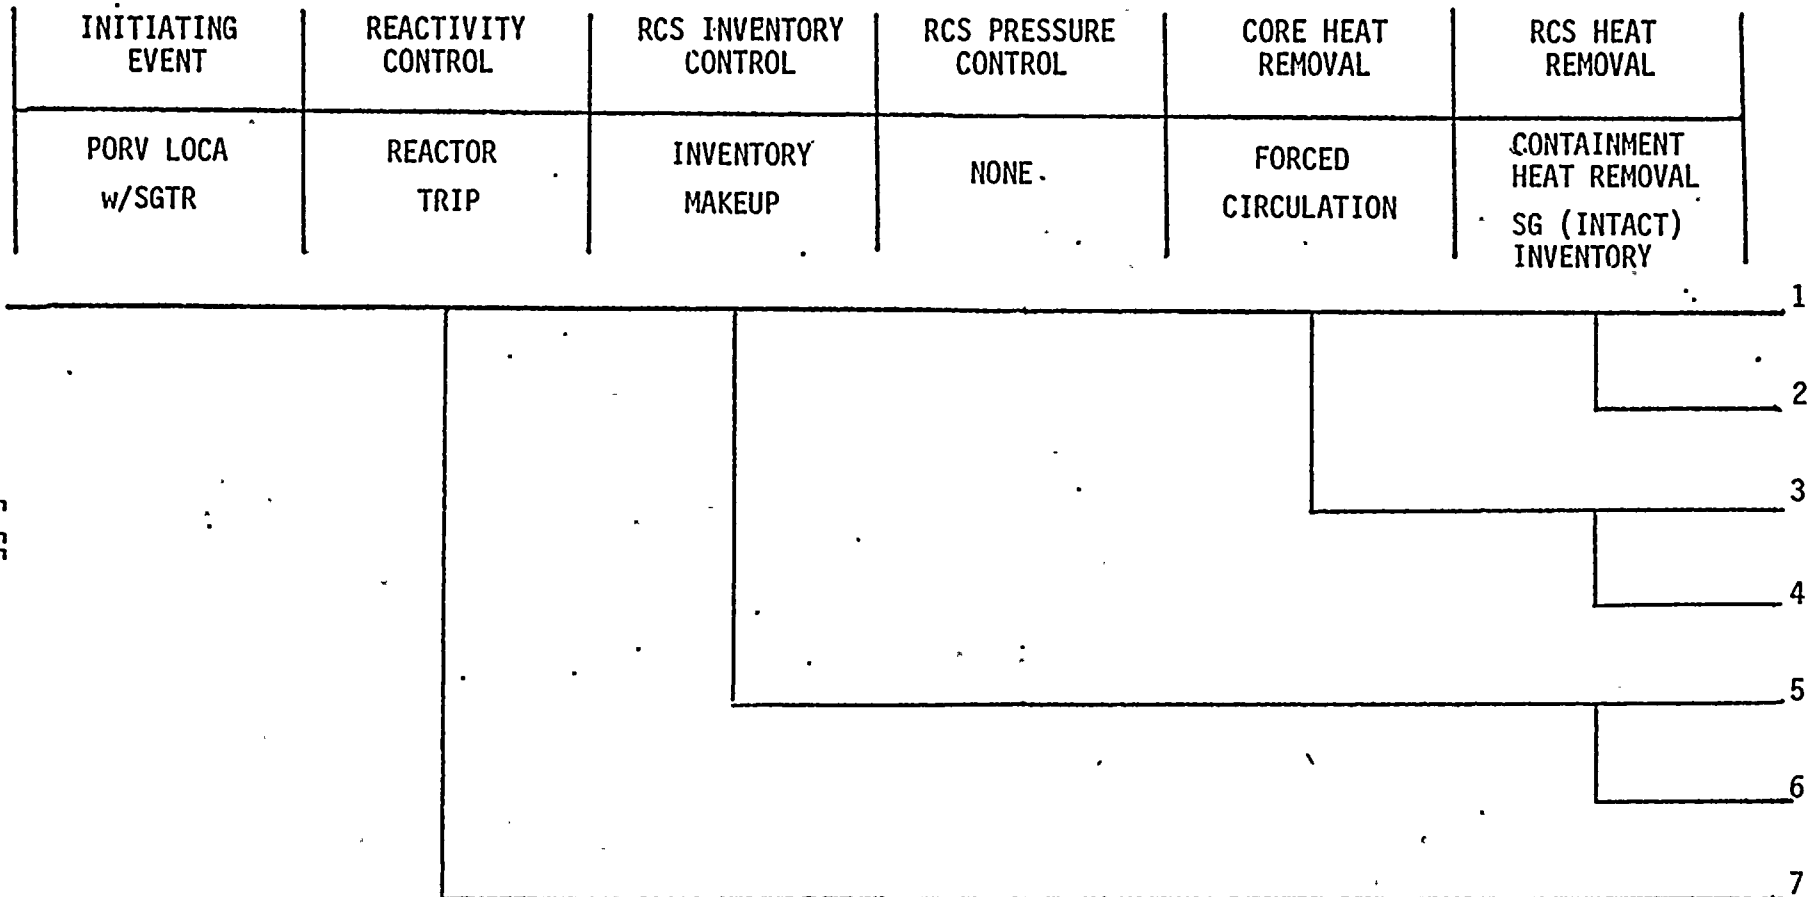 INITIATING
EVENT
REACTIVITY
CONTROL
RCS INVENTORY
CONTROL
RCS PRESSURE
CONTROL
CORE HEAT
REMOVAL
RCS HEAT
REMOVAL
PORV LOCA
w/SGTR
REACTOR
TRIP
INVENTORY
MAKEUP
NONE
FORCED
CIRCULATION
CONTAINMENT
HEAT REMOVAL
SG (INTACT)
INVENTORY
1
2
3
4
5
6
7